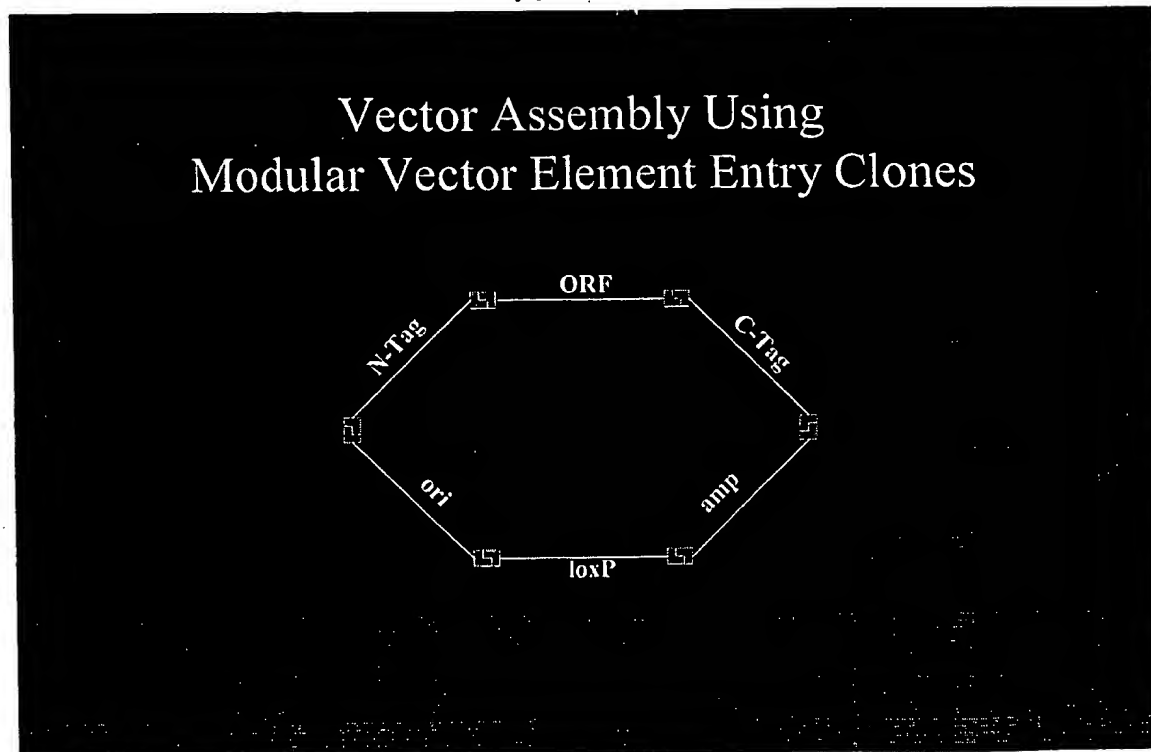 Vector Assembly Using
Modular Vector Element Entry Clones
ORF
N-Tag
C-Tag
ori
amp
loxP